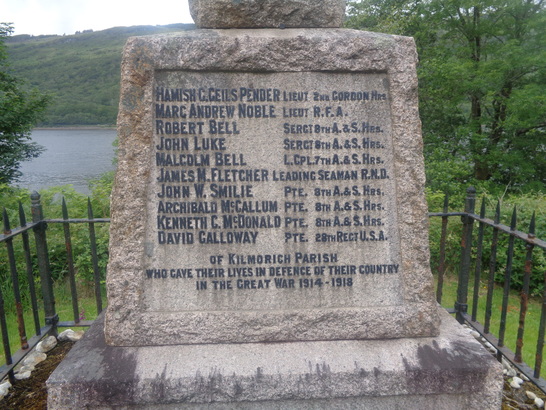 HAMISH C. GEILS PENDER LIEUT 2ND GORDON HRS.
MARC ANDREW NOBLE LIEUT R.F.A.
ROBERT BELL SERGT 8TH A. & S. HRS.
JOHN LUKE SERGT 8TH A. & S. HRS.
MALCOLM BELL L. CPL 7TH A. & S. HRS.
JAMES M. FLETCHER LEADING SEAMAN R.N.D.
JOHN W. SMILIE PTE. 8TH A. & S. HRS.
ARCHIBALD MCCALLUM PTE. 8TH A. & S. HRS.
KENNETH C. MCDONALD PTE. 8TH A. & S. HRS.
DAVID GALLOWAY PTE. 28TH REGT U.S.A.
OF KILMORICH PARISH
WHO GAVE THEIR LIVES IN DEFENCE OF THEIR COUNTRY
IN THE GREAT WAR 1914-1918